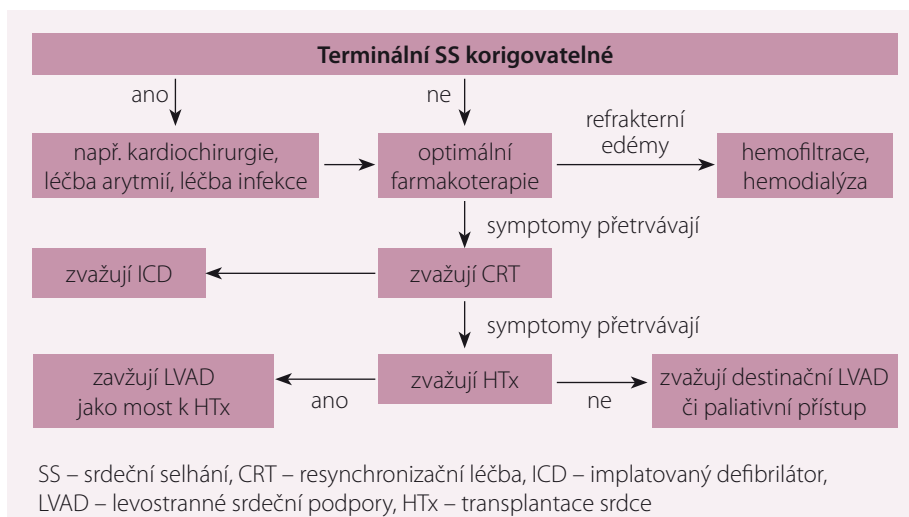 Terminální SS korigovatelné
ano
ne
refrakterní
edémy
např. kardiochirurgie,
léčba arytmií, léčba infekce
optimální
farmakoterapie
hemofiltrace,
hemodialýza
symptomy přetrvávají
zvažují ICD
zvažují CRT
symptomy přetrvávají
zavžují LVAD
jako most k HTx
ano
zvažují HTx
ne
zvažují destinační LVAD
či paliativní přístup
SS – srdeční selhání, CRT – resynchronizační léčba, ICD – implatovaný defibrilátor,
LVAD – levostranné srdeční podpory, HTx – transplantace srdce